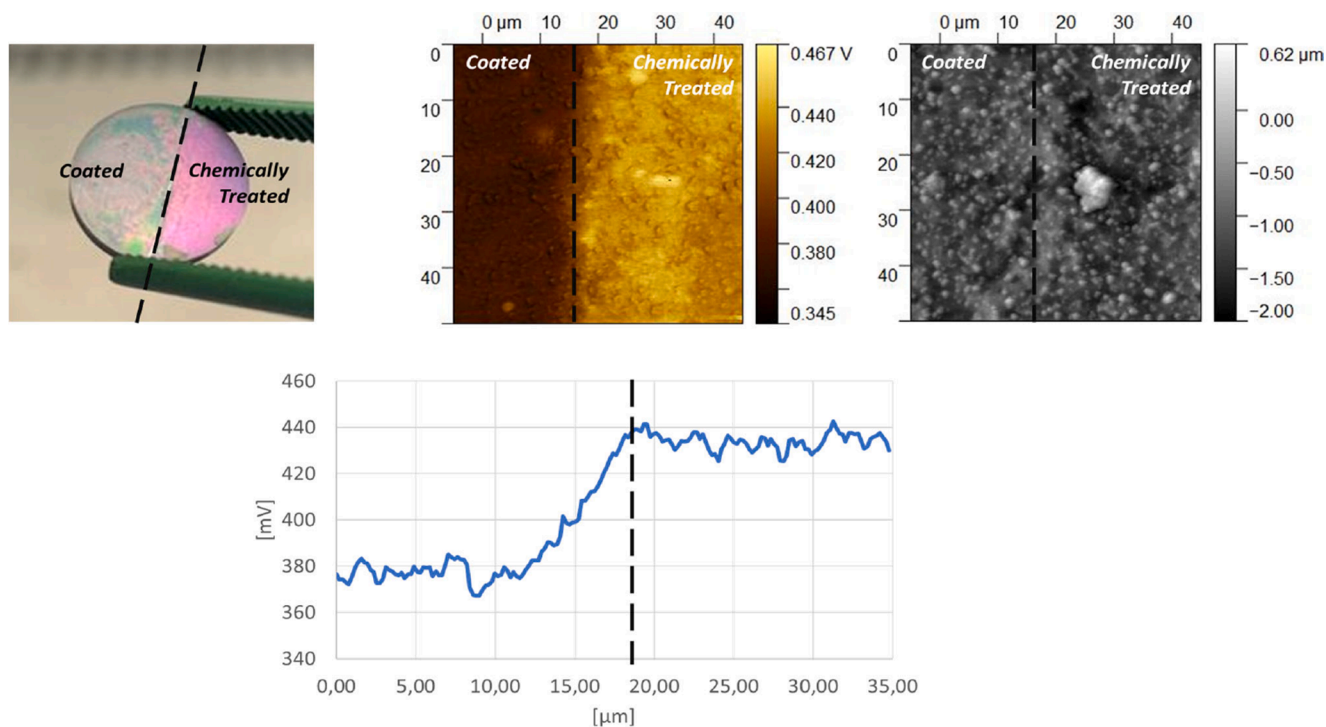 Coated
Chemically
Treated
0 µm 10 20 30 40
0
10
20
30
40
Coated
Chemically
Treated
0.467 V
0.440
0.420
0.400
0.380
0.345
0 µm 10 20 30 40
0
10
20
30
40
Coated
Chemically
Treated
0.62 µm
0.00
−0.50
−1.00
−1.50
−2.00
460
440
420
400
380
360
340
[mV]
0,00 5,00 10,00 15,00 20,00 25,00 30,00 35,00
[µm]